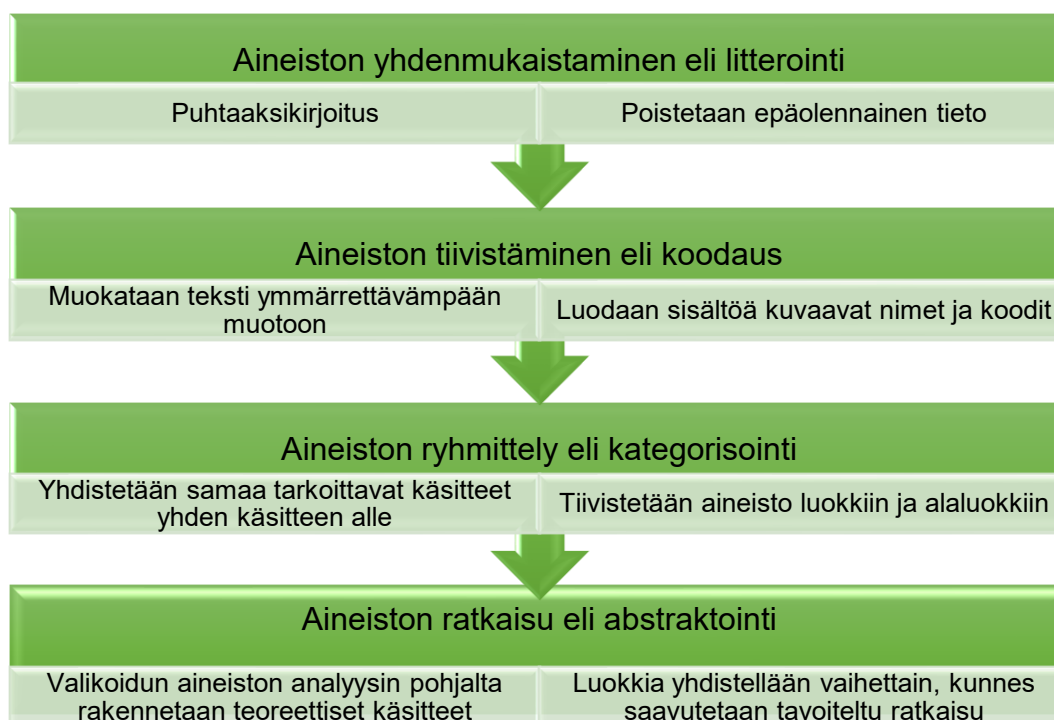 Aineiston yhdenmukaistaminen eli litterointi
Puhtaaksikirjoitus
Poistetaan epäolennainen tieto
Aineiston tiivistäminen eli koodaus
Muokataan teksti ymmärrettävämpään
muotoon
Luodaan sisältöä kuvaavat nimet ja koodit
Aineiston ryhmittely eli kategorisointi
Yhdistetään samaa tarkoittavat käsitteet
yhden käsitteen alle
Tiivistetään aineisto luokkiin ja alaluokkiin
Aineiston ratkaisu eli abstraktointi
Valikoidun aineiston analyysin pohjalta
rakennetaan teoreettiset käsitteet
Luokkia yhdistellään vaihettain, kunnes
saavutetaan tavoiteltu ratkaisu